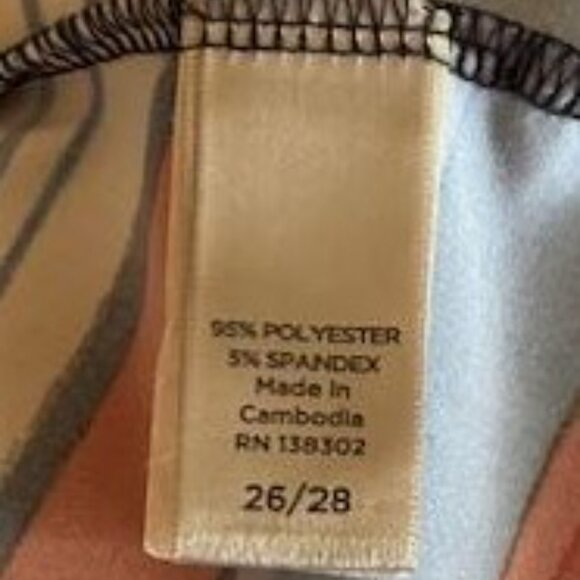 95% POLYESTER
5% SPANDEX
Made In
Cambodia
RN 138302
26/28